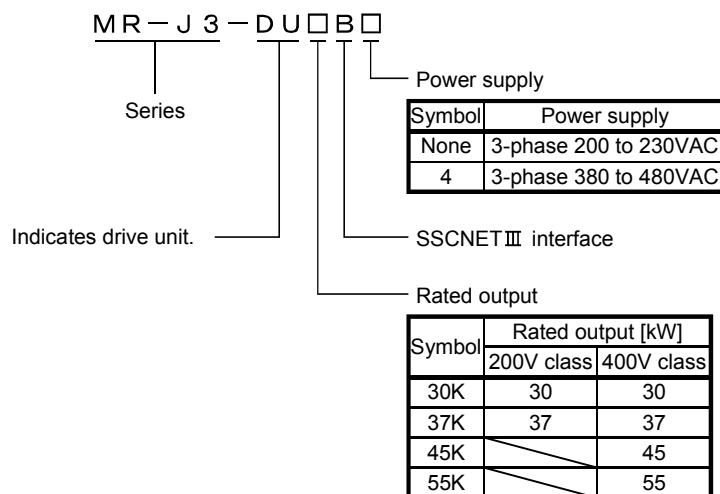 MR－J3－DU□B□
Power supply
Series
Symbol Power supply
None 3-phase 200 to 230VAC
4 3-phase 380 to 480VAC
Indicates drive unit.
SSCNETⅢ interface
Rated output
Symbol Rated output [kW]
200V class 400V class
30K 30 30
37K 37 37
45K 45
55K 55